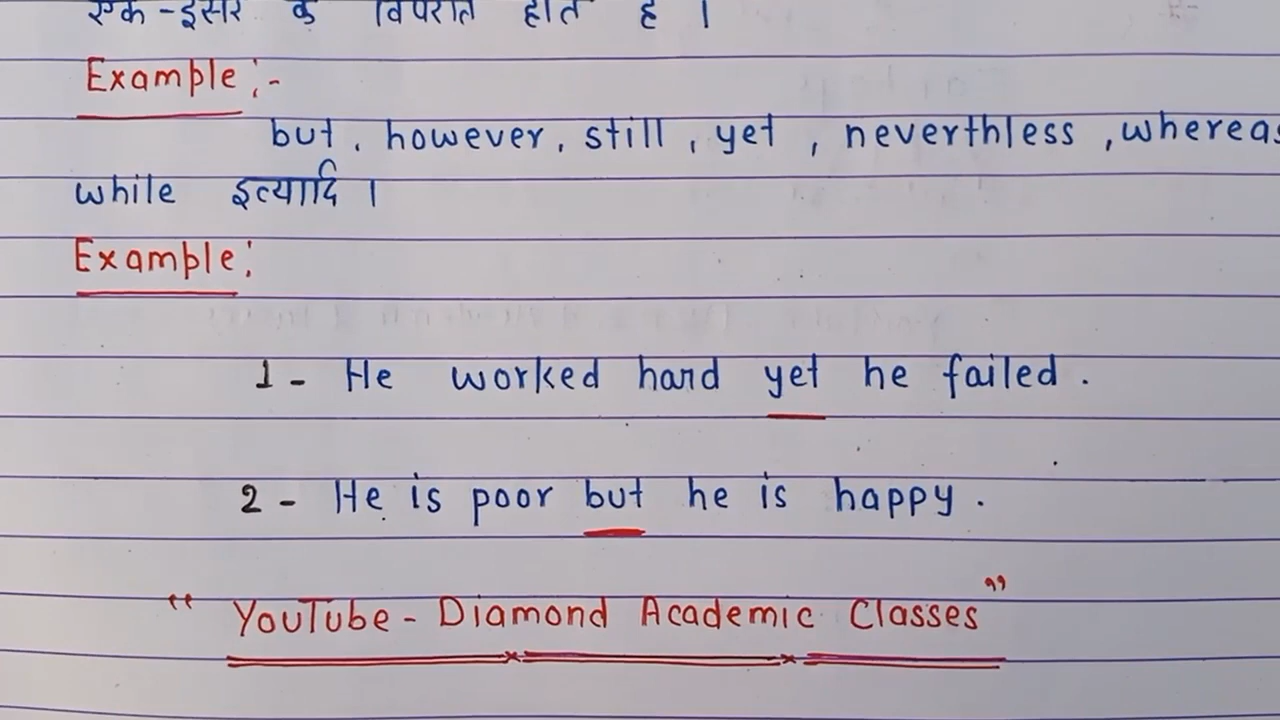 एक-दूसरे के विपरीत होते है ।
Example :-
but, however, still, yet, neverthless, whereas
while इत्यादि ।
Example :
1 - He worked hard yet he failed .
2 - He is poor but he is happy .
“ YouTube - Diamond Academic Classes ”